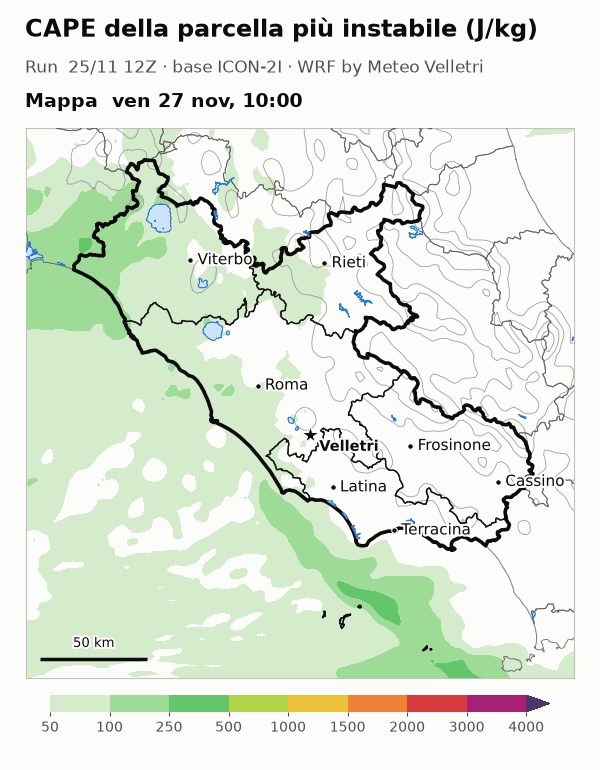 CAPE della parcella più instabile (J/kg)
Run  25/11 12Z · base ICON-2I · WRF by Meteo Velletri
Mappa  ven 27 nov, 10:00
Viterbo
Rieti
Roma
Velletri
Frosinone
Cassino
Latina
Terracina
50 km
50 100 250 500 1000 1500 2000 3000 4000